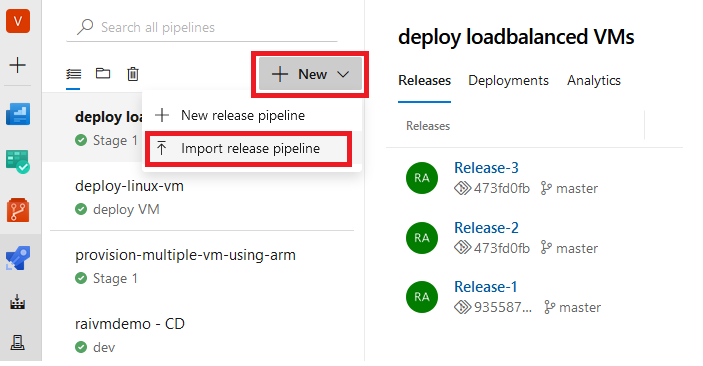 V
Search all pipelines
New
deploy loa
Stage 1
New release pipeline
Import release pipeline
deploy-linux-vm
deploy VM
provision-multiple-vm-using-arm
Stage 1
raivmdemo - CD
dev
deploy loadbalanced VMs
Releases Deployments Analytics
Releases
RA Release-3
473fd0fb master
RA Release-2
473fd0fb master
RA Release-1
935587... master